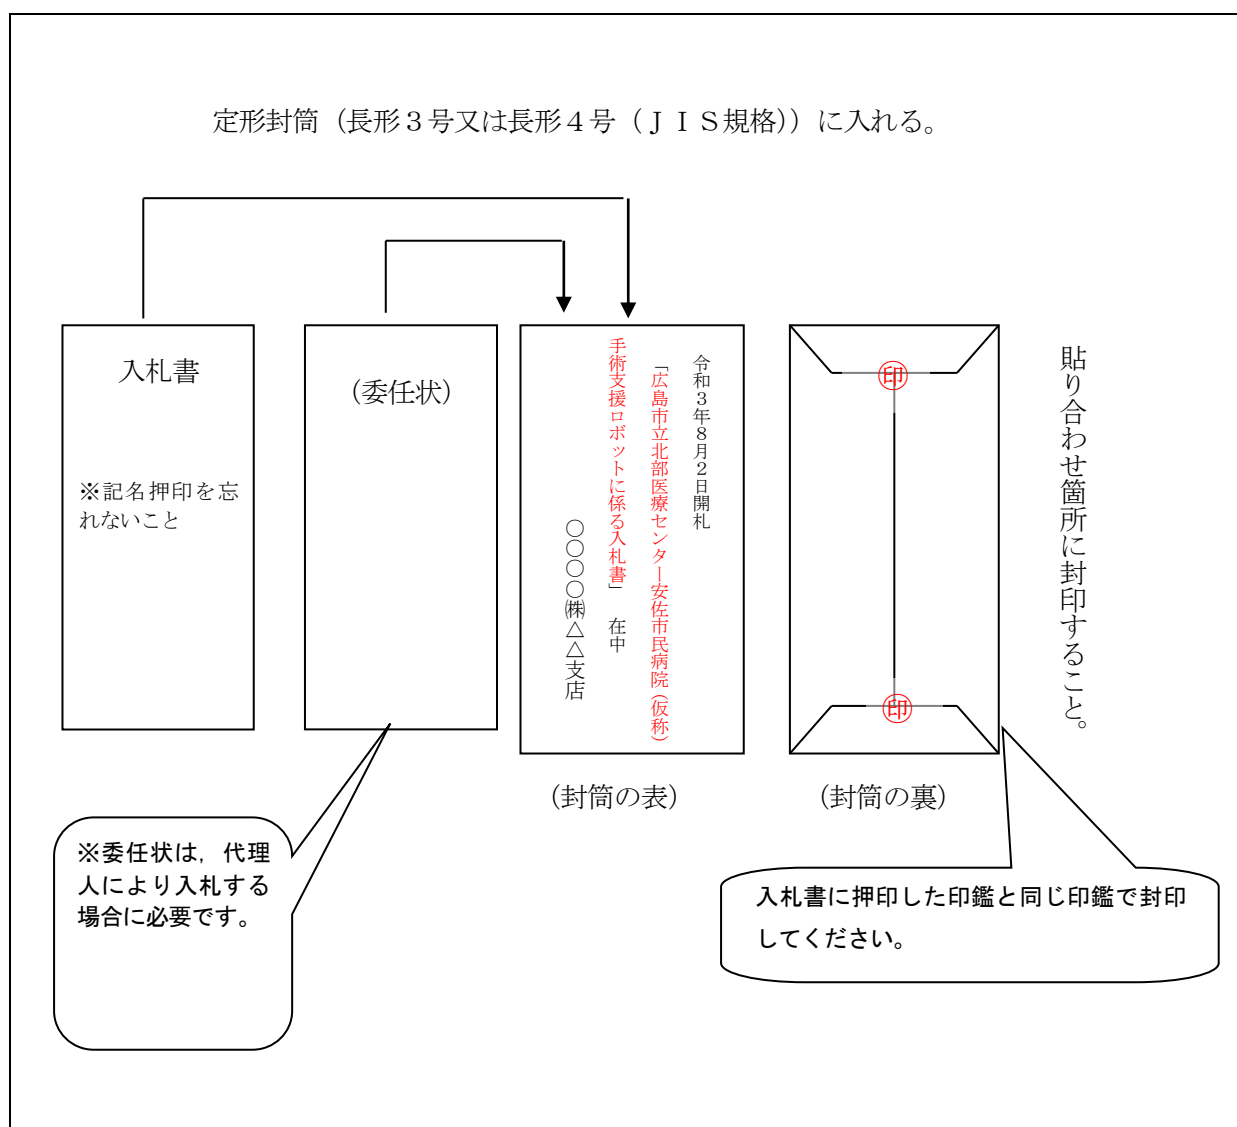 定形封筒（長形３号又は長形４号（ＪＩＳ規格））に入れる。
入札書
※記名押印を忘
れないこと
（委任状）
令和３年８月２日開札
「広島市立北部医療センター安佐市民病院（仮称）
手術支援ロボットに係る入札書」　在中
〇〇〇〇㈱△△支店
印
印
貼り合わせ箇所に封印すること。
（封筒の表）
（封筒の裏）
※委任状は，代理
人により入札する
場合に必要です。
入札書に押印した印鑑と同じ印鑑で封印
してください。